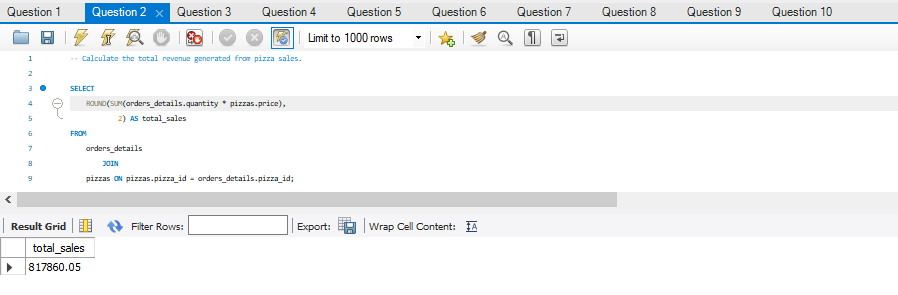 Question 1 Question 2 Question 3 Question 4 Question 5 Question 6 Question 7 Question 8 Question 9 Question 10
Limit to 1000 rows
1 -- Calculate the total revenue generated from pizza sales.
2
3 SELECT
4 ROUND(SUM(orders_details.quantity * pizzas.price),
5 2) AS total_sales
6 FROM
7 orders_details
8 JOIN
9 pizzas ON pizzas.pizza_id = orders_details.pizza_id;
Result Grid Filter Rows: Export: Wrap Cell Content: IA
total_sales
817860.05